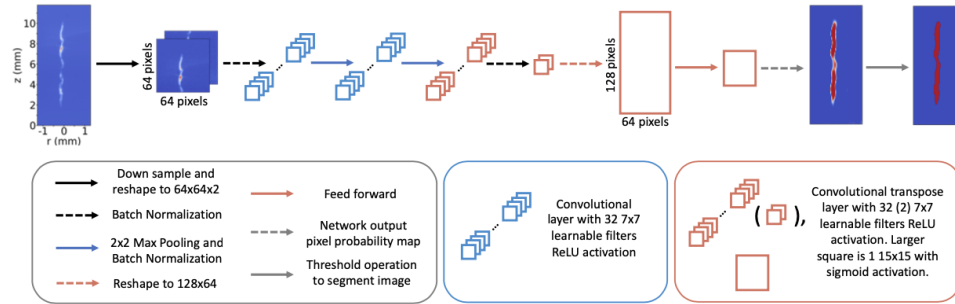 10
8
6
4
2
0
z (mm)
-1 0 1
r (mm)
64 pixels
64 pixels
128 pixels
64 pixels
Down sample and
reshape to 64x64x2
Batch Normalization
2x2 Max Pooling and
Batch Normalization
Reshape to 128x64
Feed forward
Network output
pixel probability map
Threshold operation
to segment image
Convolutional
layer with 32 7x7
learnable filters
ReLU activation
( ),
Convolutional transpose
layer with 32 (2) 7x7
learnable filters ReLU
activation. Larger
square is 1 15x15 with
sigmoid activation.